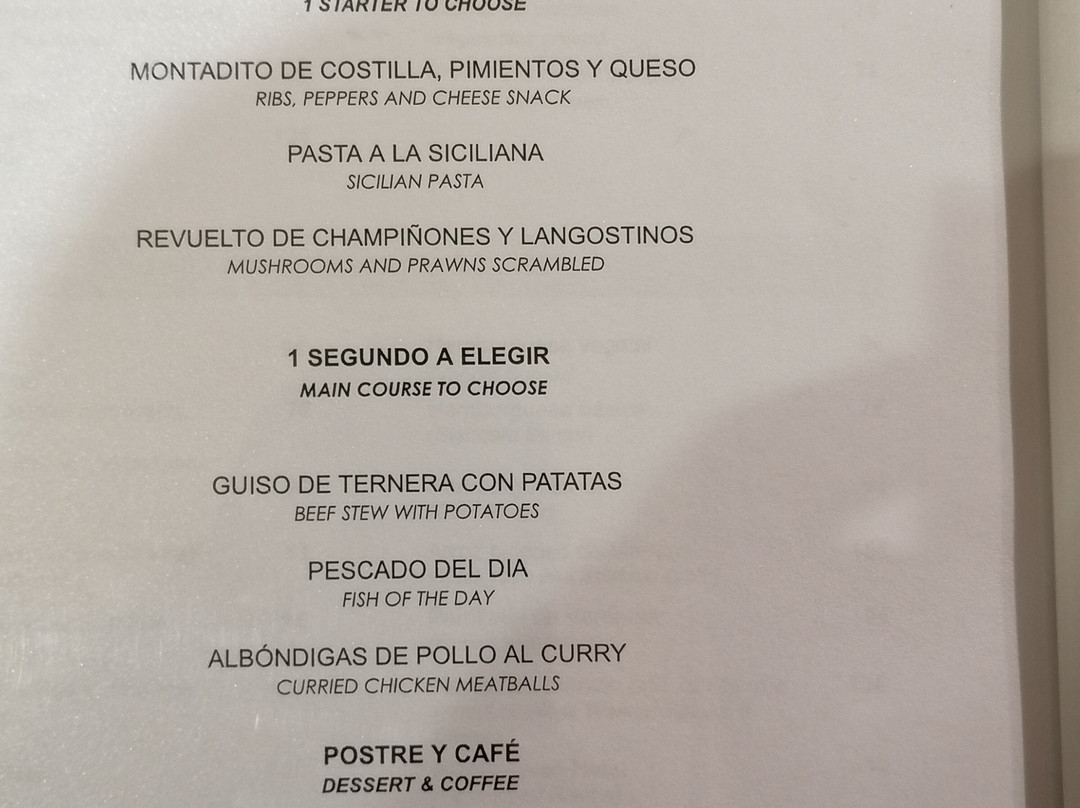 1 STARTER TO CHOOSE
MONTADITO DE COSTILLA, PIMIENTOS Y QUESO
RIBS, PEPPERS AND CHEESE SNACK
PASTA A LA SICILIANA
SICILIAN PASTA
REVUELTO DE CHAMPIÑONES Y LANGOSTINOS
MUSHROOMS AND PRAWNS SCRAMBLED
1 SEGUNDO A ELEGIR
MAIN COURSE TO CHOOSE
GUISO DE TERNERA CON PATATAS
BEEF STEW WITH POTATOES
PESCADO DEL DIA
FISH OF THE DAY
ALBÓNDIGAS DE POLLO AL CURRY
CURRIED CHICKEN MEATBALLS
POSTRE Y CAFÉ
DESSERT & COFFEE